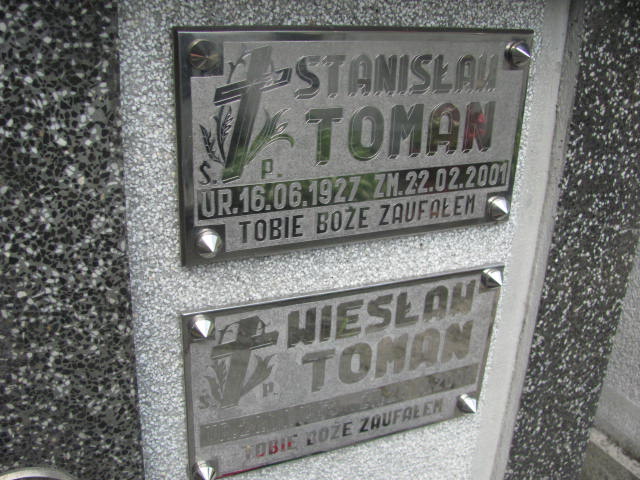 STANISŁAW
TOMAN
Ś. P.
UR.16.06.1927 ZM.22.02.2001
TOBIE BOŻE ZAUFAŁEM
WIESŁAW
TOMAN
Ś. P.
TOBIE BOŻE ZAUFAŁEM